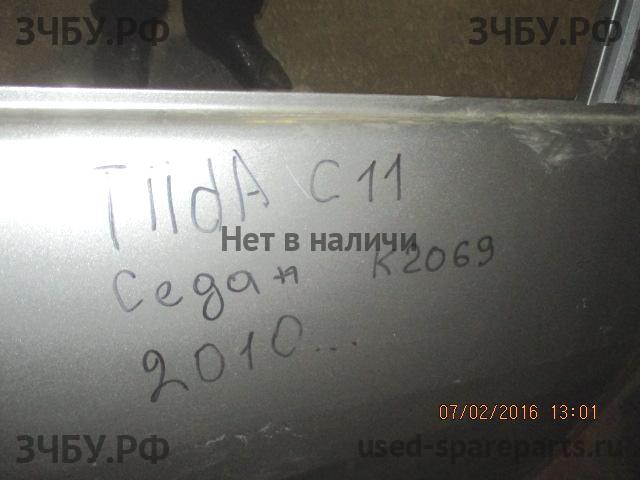 ЗЧБУ.РФ ЗЧБУ.РФ
TiidA C11
Нет в наличии
Седан K2069
2010...
07/02/2016 13:01
ЗЧБУ.РФ used-spareparts.ru